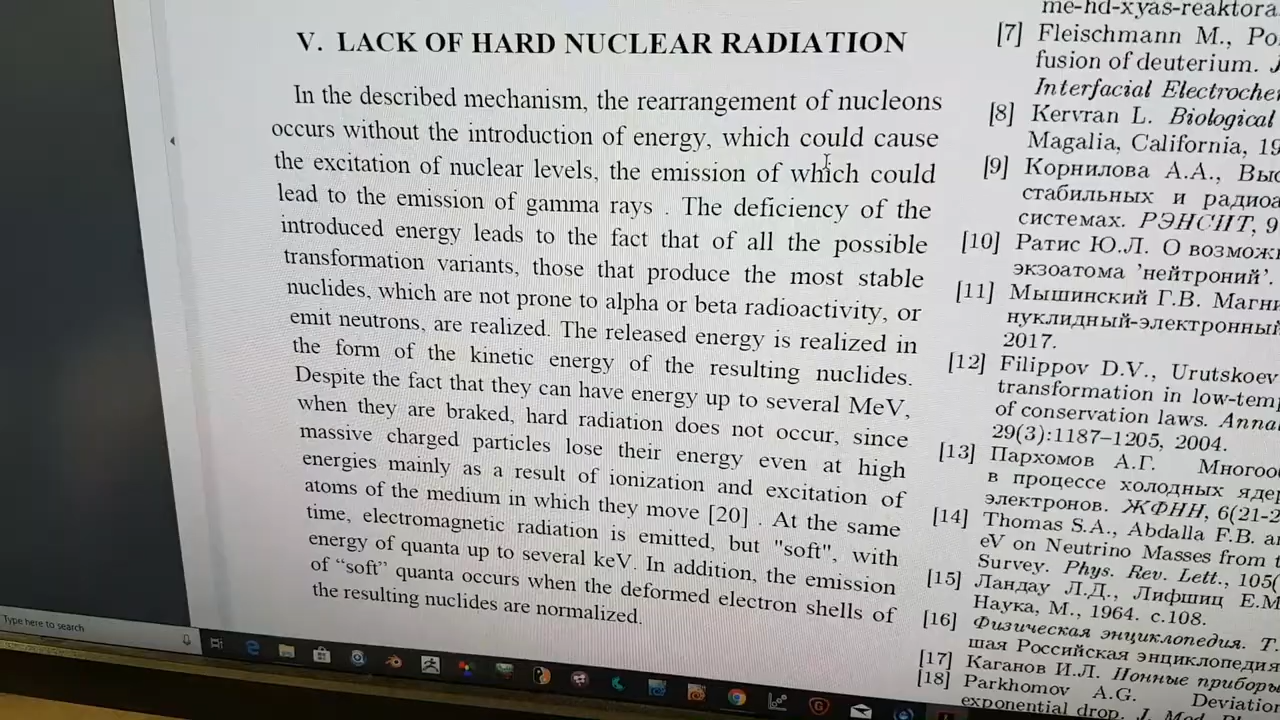 V. LACK OF HARD NUCLEAR RADIATION
In the described mechanism, the rearrangement of nucleons
occurs without the introduction of energy, which could cause
the excitation of nuclear levels, the emission of which could
lead to the emission of gamma rays . The deficiency of the
introduced energy leads to the fact that of all the possible
transformation variants, those that produce the most stable
nuclides, which are not prone to alpha or beta radioactivity, or
emit neutrons, are realized. The released energy is realized in
the form of the kinetic energy of the resulting nuclides.
Despite the fact that they can have energy up to several MeV,
when they are braked, hard radiation does not occur, since
massive charged particles lose their energy even at high
energies mainly as a result of ionization and excitation of
atoms of the medium in which they move [20] . At the same
time, electromagnetic radiation is emitted, but "soft", with
energy of quanta up to several keV. In addition, the emission
of “soft” quanta occurs when the deformed electron shells of
the resulting nuclides are normalized.
me-hd-xyas-reaktora
[7] Fleischmann M., Po
fusion of deuterium. J
Interfacial Electroche
[8] Kervran L. Biological
Magalia, California, 19
[9] Корнилова А.А., Выс
стабильных и радиоа
системах. РЭНСИТ, 9
[10] Ратис Ю.Л. О возмож
экзоатома 'нейтроний'.
[11] Мышинский Г.В. Магни
нуклидный-электронный
2017.
[12] Filippov D.V., Urutskoev
transformation in low-temp
of conservation laws. Annal
29(3):1187–1205, 2004.
[13] Пархомов А.Г. Многооб
в процессе холодных ядер
электронов. ЖФНН, 6(21-2
[14] Thomas S.A., Abdalla F.B. an
eV on Neutrino Masses from t
Survey. Phys. Rev. Lett., 105(
[15] Ландау Л.Д., Лифшиц Е.М
Наука, М., 1964. с.108.
[16] Физическая энциклопедия. Т.
шая Российская энциклопедия
[17] Каганов И.Л. Ионные приборы
[18] Parkhomov A.G. Deviation
exponential drop. J. Mod.
Type here to search